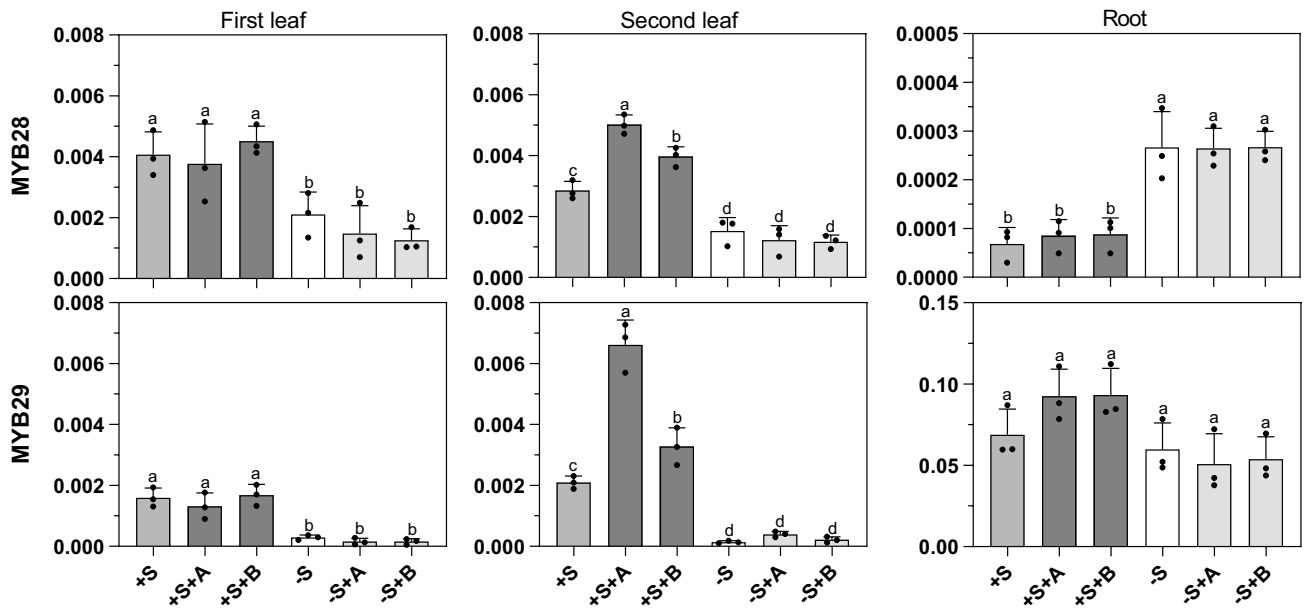 First leaf
Second leaf
Root
MYB28
0.008
0.006
0.004
0.002
0.000
a a a b b b
0.008
0.006
0.004
0.002
0.000
c a b d d d
0.0005
0.0004
0.0003
0.0002
0.0001
0.0000
b b b a a a
MYB29
0.008
0.006
0.004
0.002
0.000
a a a b b b
+S +S+A +S+B -S -S+A -S+B
0.008
0.006
0.004
0.002
0.000
c a b d d d
+S +S+A +S+B -S -S+A -S+B
0.15
0.10
0.05
0.00
a a a a a a
+S +S+A +S+B -S -S+A -S+B